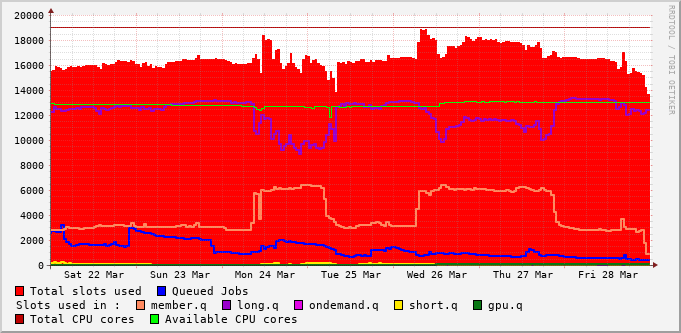 20000
18000
16000
14000
12000
10000
8000
6000
4000
2000
0
Sat 22 Mar Sun 23 Mar Mon 24 Mar Tue 25 Mar Wed 26 Mar Thu 27 Mar Fri 28 Mar
RRDTOOL / TOBI OETIKER
Total slots used Queued Jobs
Slots used in : member.q long.q ondemand.q short.q gpu.q
Total CPU cores Available CPU cores